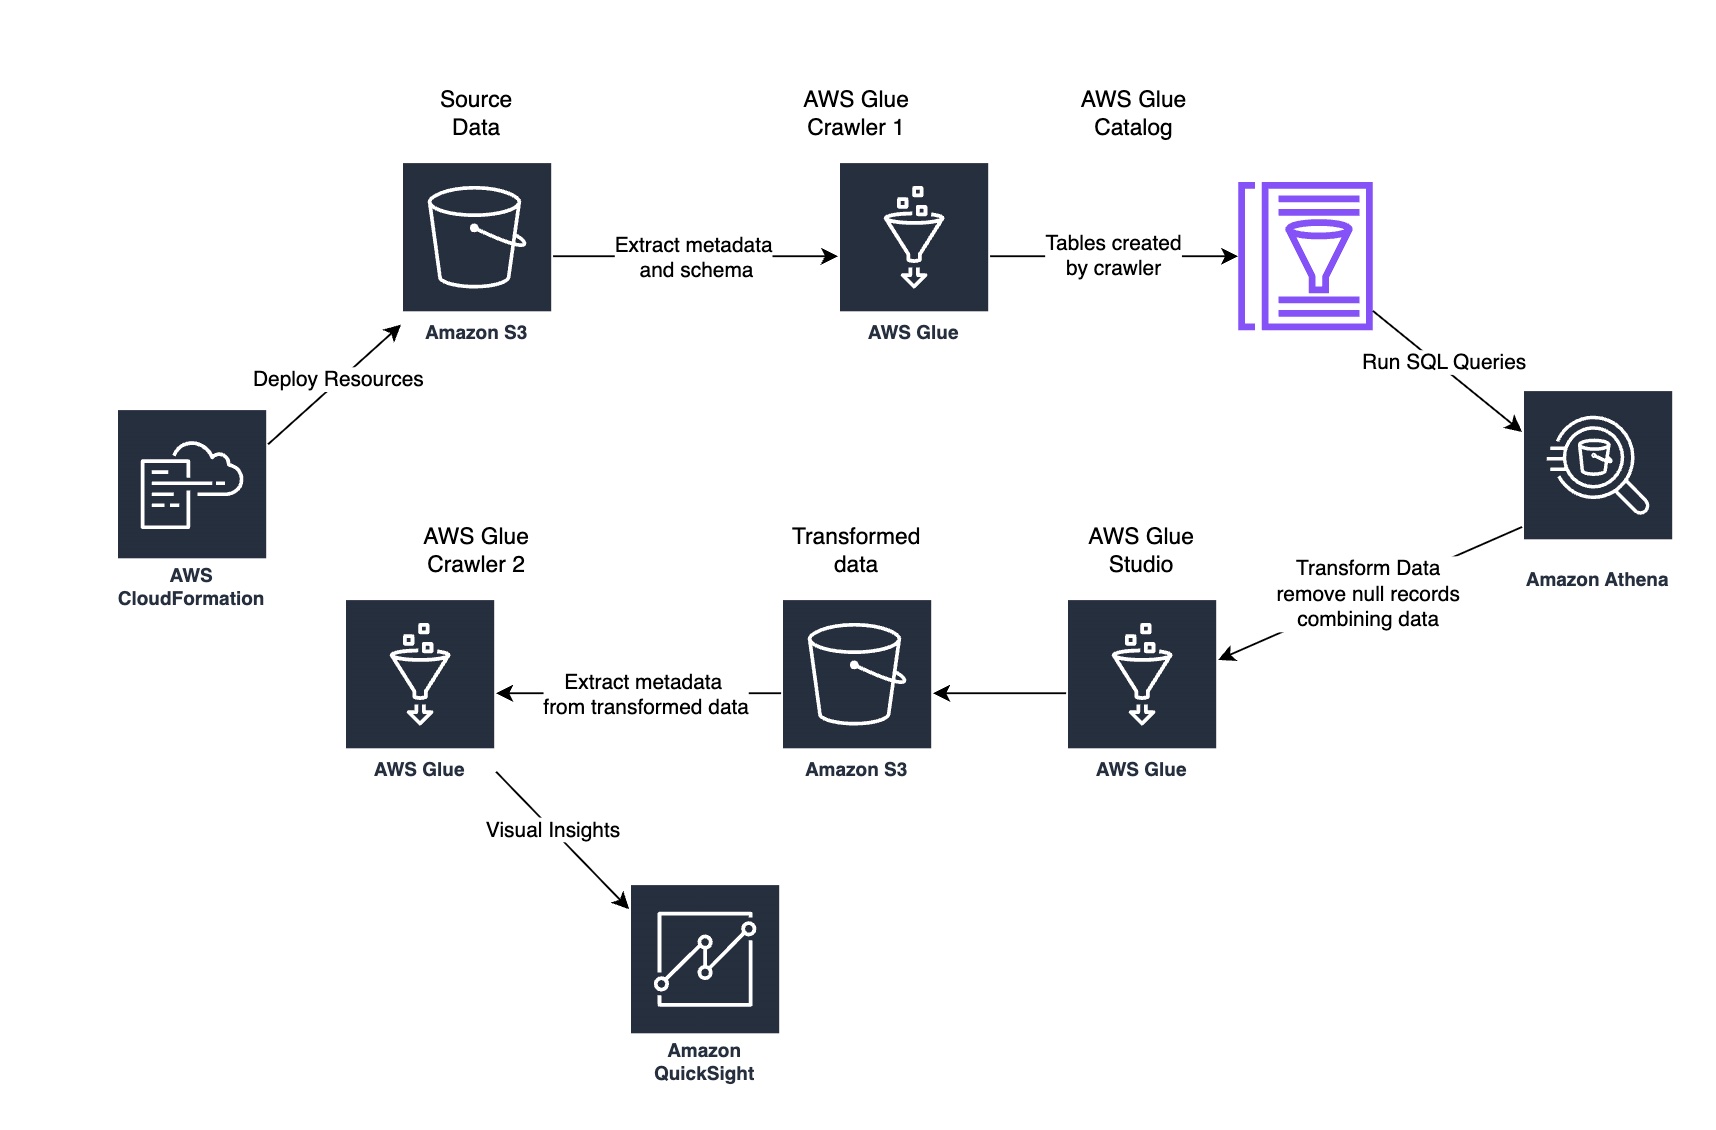 Source
Data
AWS Glue
Crawler 1
AWS Glue
Catalog
Extract metadata
and schema
Tables created
by crawler
Amazon S3
AWS Glue
Run SQL Queries
Deploy Resources
AWS
CloudFormation
Amazon Athena
Transform Data
remove null records
combining data
AWS Glue
Studio
Transformed
data
AWS Glue
Crawler 2
Extract metadata
from transformed data
AWS Glue
Amazon S3
AWS Glue
Visual Insights
Amazon
QuickSight